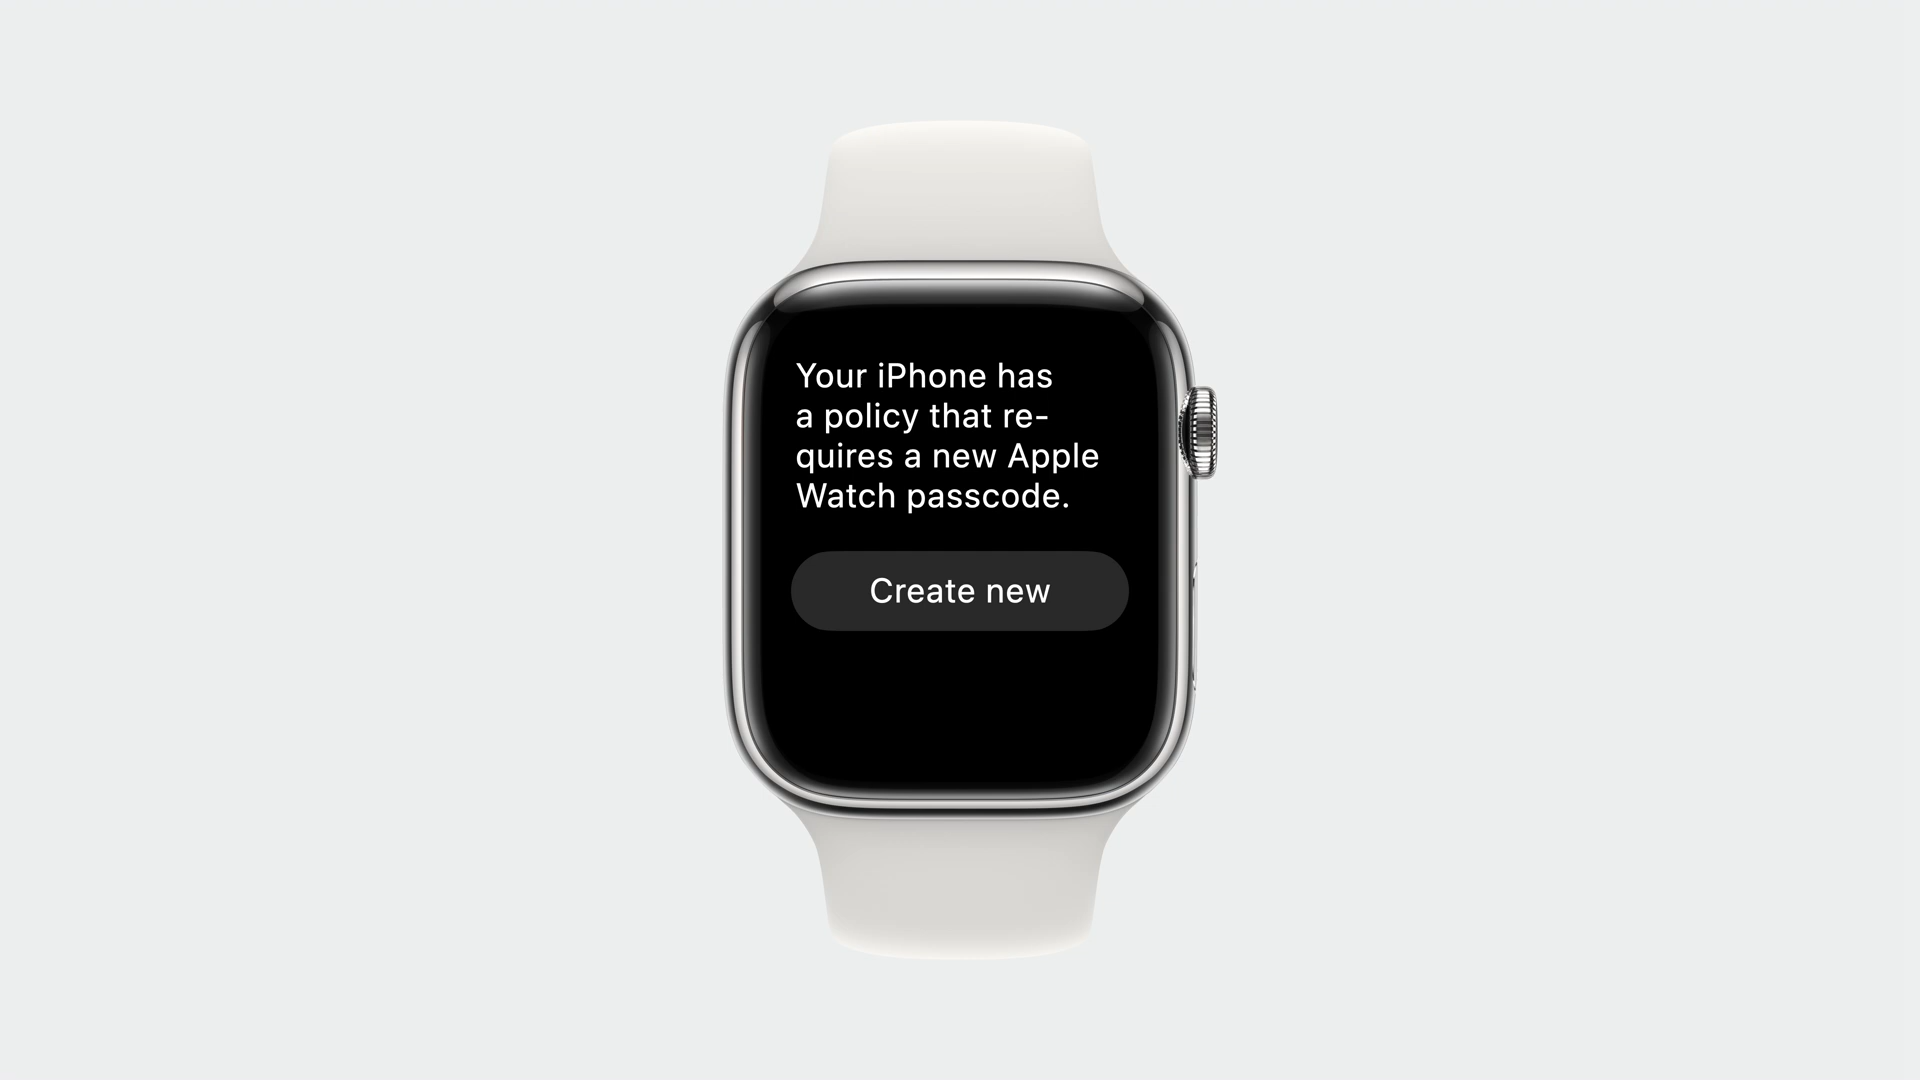 Your iPhone has
a policy that re-
quires a new Apple
Watch passcode.
Create new